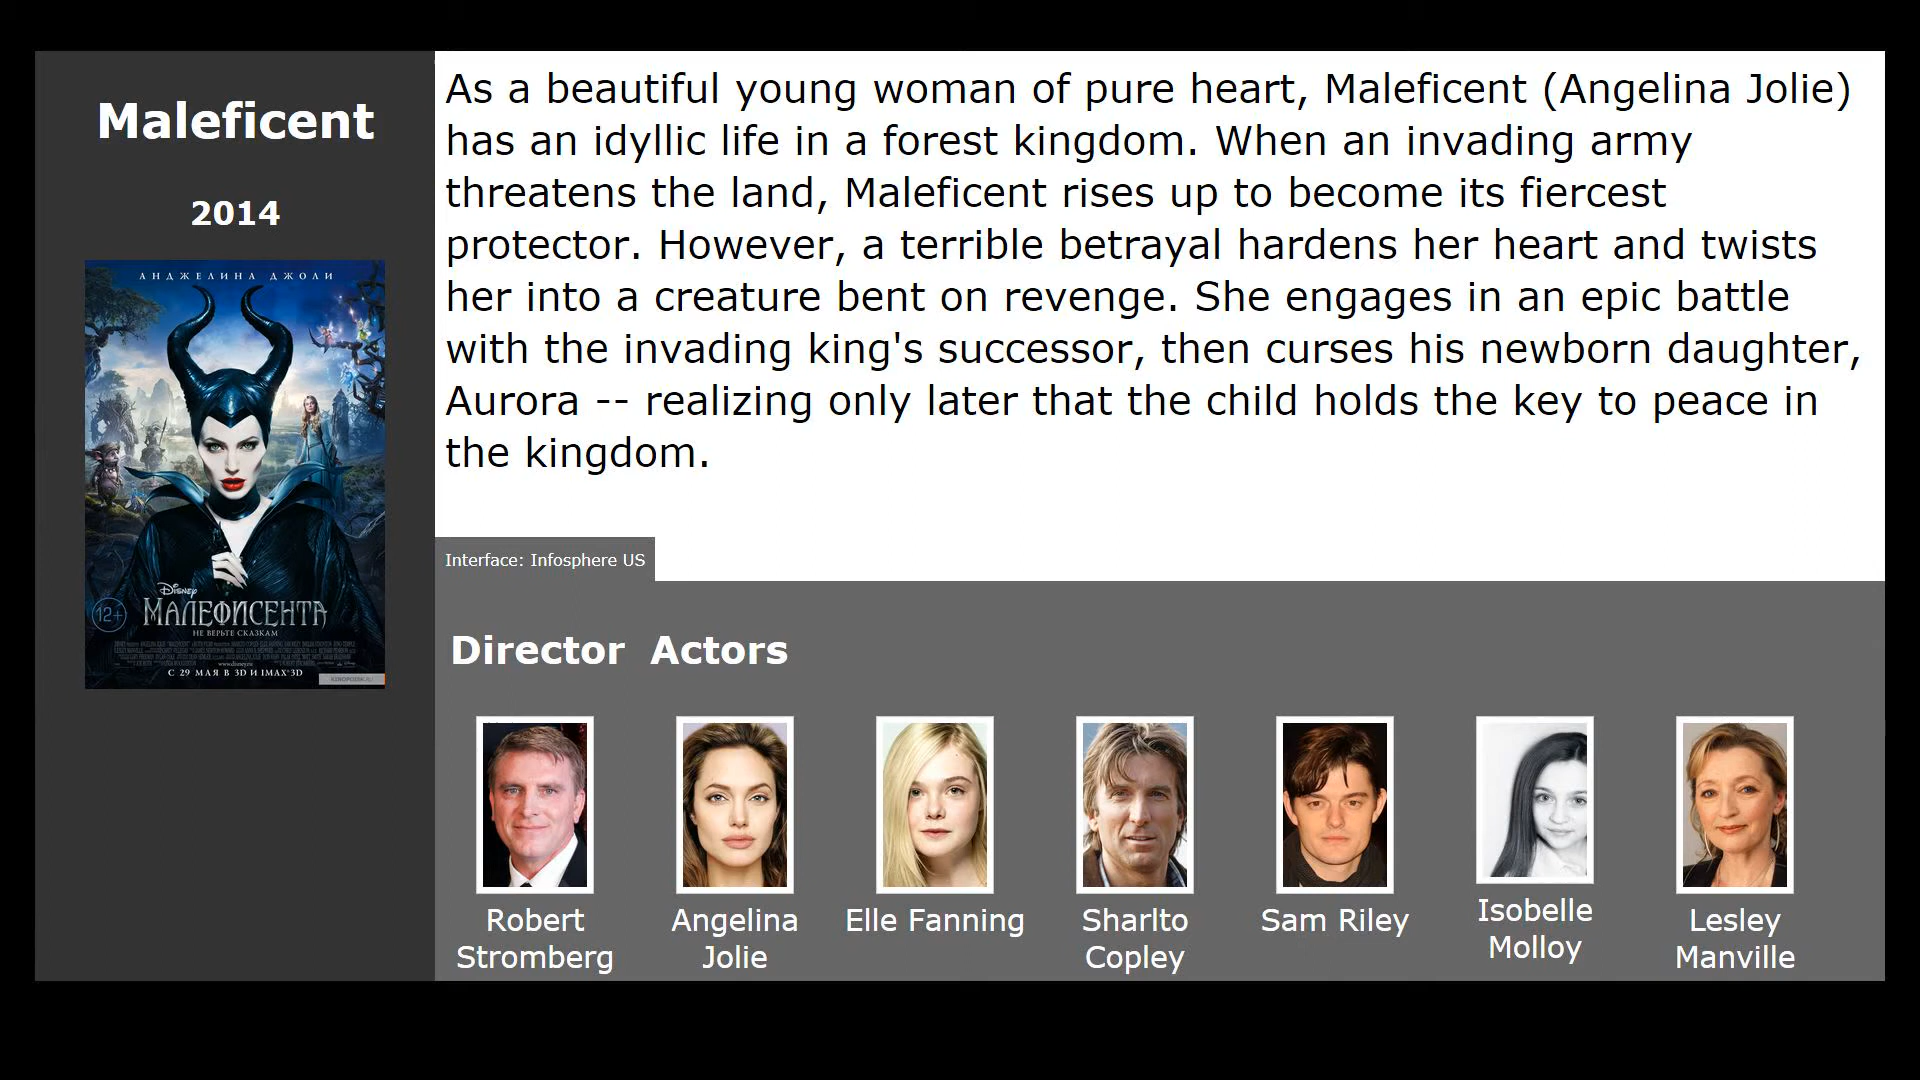 Maleficent
2014
АНДЖЕЛИНА ДЖОЛИ
DISNEY
12+
МАЛЕФИСЕНТА
НЕ ВЕРЬТЕ СКАЗКАМ
С 29 МАЯ В 3D И IMAX 3D
As a beautiful young woman of pure heart, Maleficent (Angelina Jolie)
has an idyllic life in a forest kingdom. When an invading army
threatens the land, Maleficent rises up to become its fiercest
protector. However, a terrible betrayal hardens her heart and twists
her into a creature bent on revenge. She engages in an epic battle
with the invading king's successor, then curses his newborn daughter,
Aurora -- realizing only later that the child holds the key to peace in
the kingdom.
Interface: Infosphere US
Director Actors
Robert
Stromberg
Angelina
Jolie
Elle Fanning
Sharlto
Copley
Sam Riley
Isobelle
Molloy
Lesley
Manville